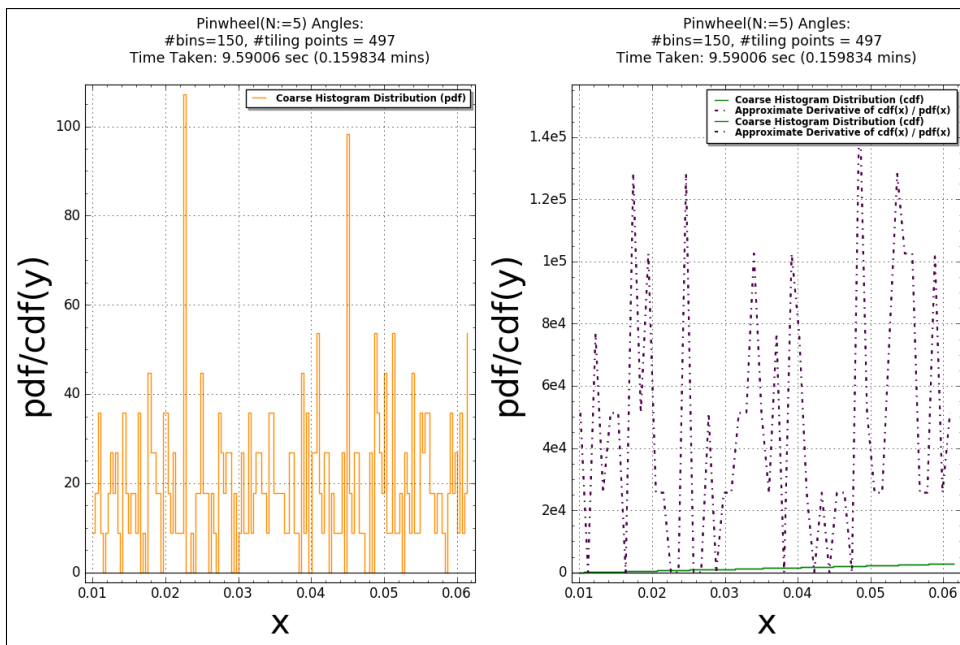 Pinwheel(N:=5) Angles:
#bins=150, #tiling points = 497
Time Taken: 9.59006 sec (0.159834 mins)
Coarse Histogram Distribution (pdf)
100
80
60
40
20
0
pdf/cdf(y)
0.01 0.02 0.03 0.04 0.05 0.06
x
Pinwheel(N:=5) Angles:
#bins=150, #tiling points = 497
Time Taken: 9.59006 sec (0.159834 mins)
Coarse Histogram Distribution (cdf)
Approximate Derivative of cdf(x) / pdf(x)
Coarse Histogram Distribution (cdf)
Approximate Derivative of cdf(x) / pdf(x)
1.4e5
1.2e5
1e5
8e4
6e4
4e4
2e4
0
pdf/cdf(y)
0.01 0.02 0.03 0.04 0.05 0.06
x